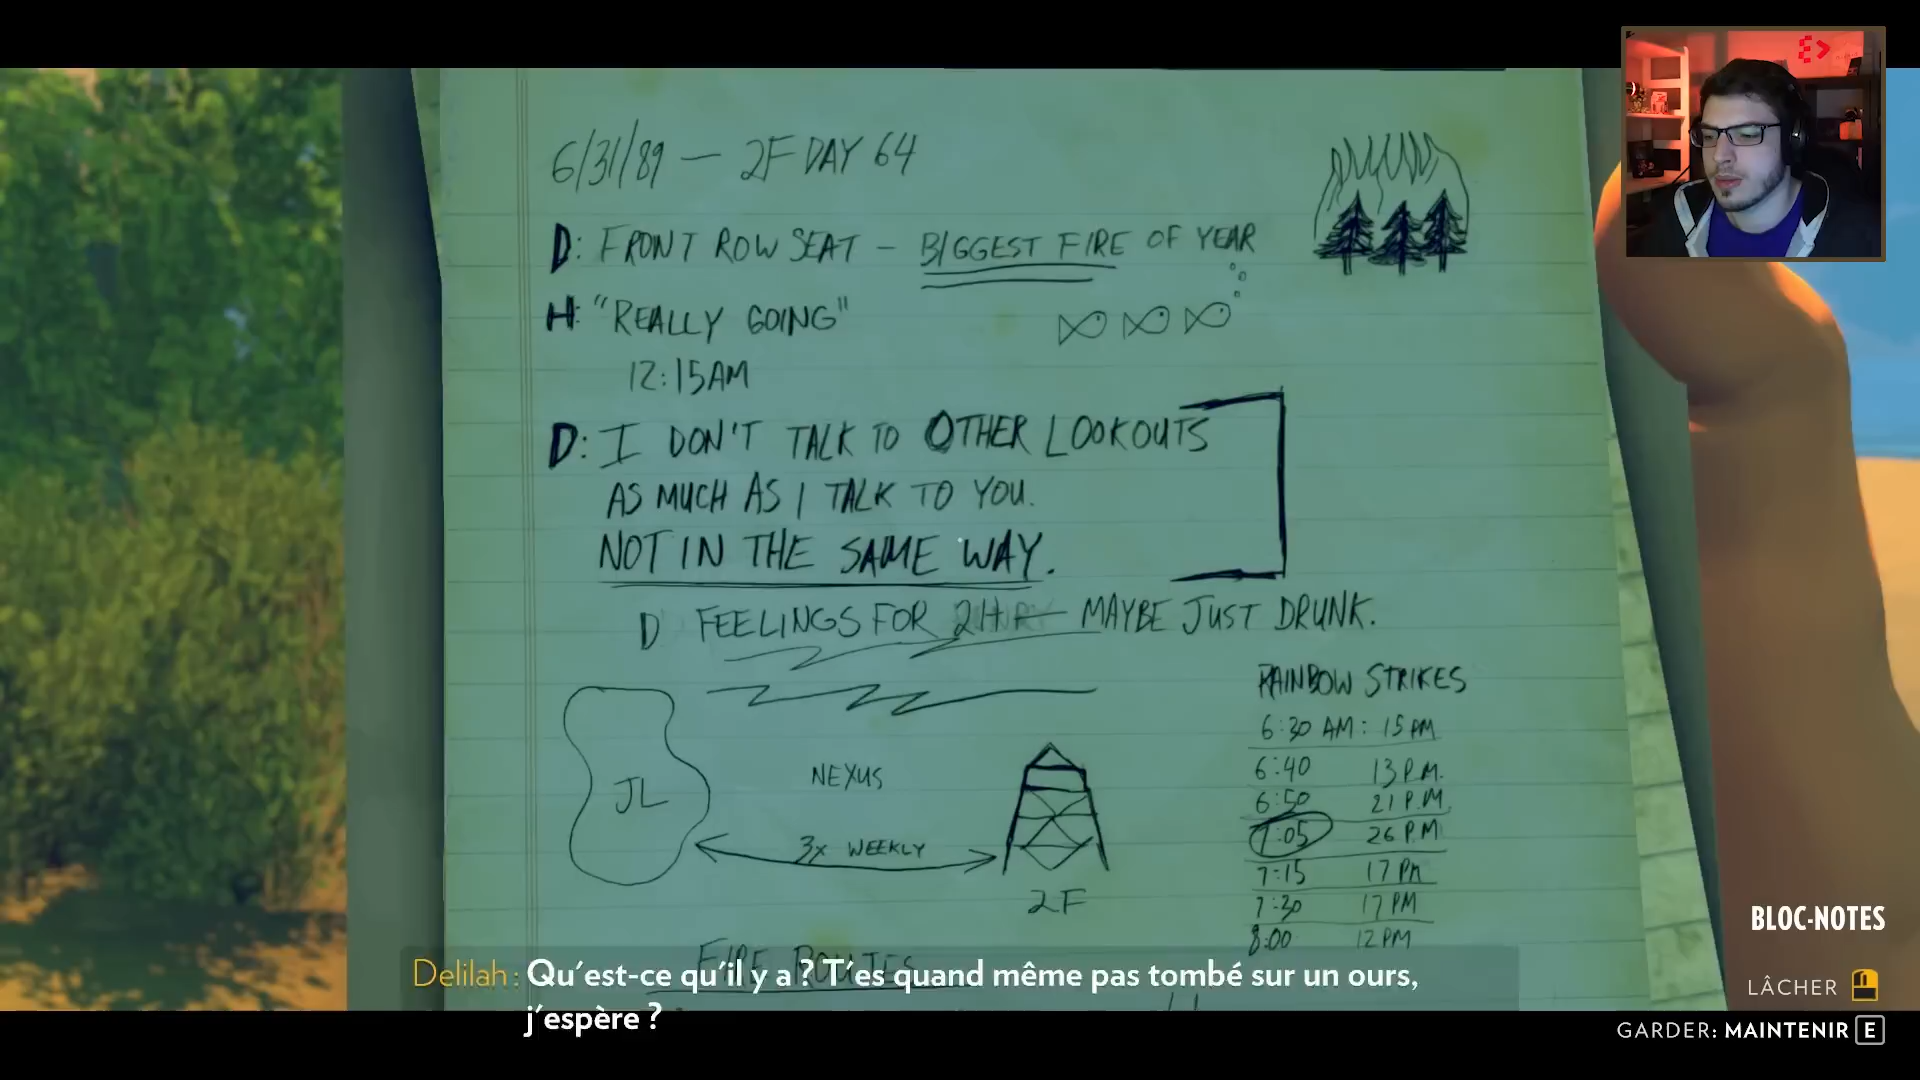 6/31/89 — 2F DAY 64
D: FRONT ROW SEAT – BIGGEST FIRE OF YEAR
H: "REALLY GOING"
12:15AM
D: I DON'T TALK TO OTHER LOOKOUTS
AS MUCH AS I TALK TO YOU.
NOT IN THE SAME WAY.
D FEELINGS FOR MAYBE JUST DRUNK.
RAINBOW STRIKES
6:30 AM: 15 PM
6:40 13 P.M.
6:50 21 P.M.
7:05 26 PM
7:15 17 PM
7:30 17 PM
8:00 12 PM
JL
NEXUS
3x WEEKLY
2F
FIRE ROUTES
BLOC-NOTES
Delilah : Qu'est-ce qu'il y a ? T'es quand même pas tombé sur un ours,
j'espère ?
LÂCHER
GARDER: MAINTENIR E